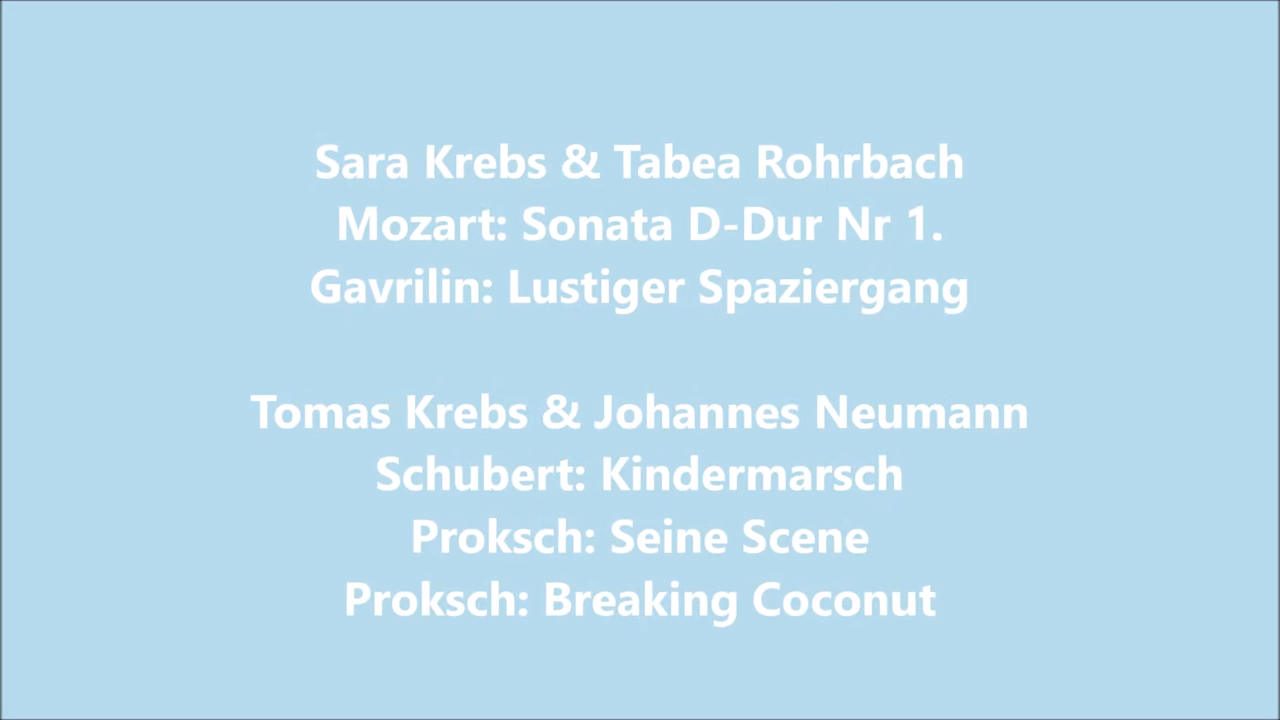 Sara Krebs & Tabea Rohrbach
Mozart: Sonata D-Dur Nr 1.
Gavrilin: Lustiger Spaziergang
Tomas Krebs & Johannes Neumann
Schubert: Kindermarsch
Proksch: Seine Scene
Proksch: Breaking Coconut